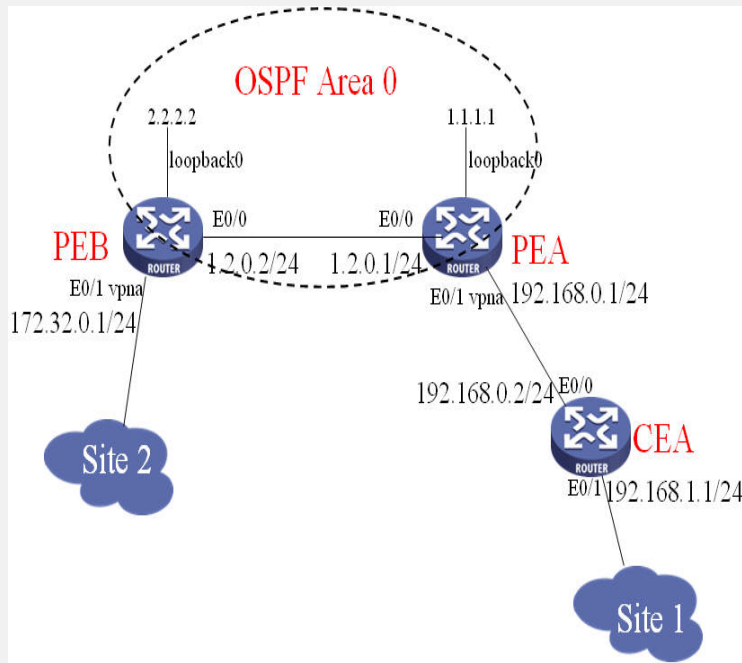 OSPF Area 0
2.2.2.2
1.1.1.1
loopback0
loopback0
E0/0
E0/0
PEB
PEA
ROUTER
ROUTER
1.2.0.2/24
1.2.0.1/24
E0/1 vpna
E0/1 vpna
192.168.0.1/24
172.32.0.1/24
192.168.0.2/24
E0/0
CEA
ROUTER
Site 2
E0/1
192.168.1.1/24
Site 1